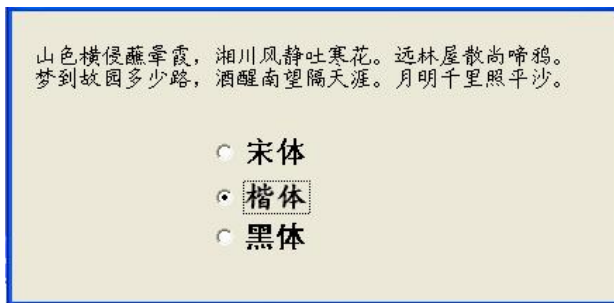 山色横侵蘸晕霞，湘川风静吐寒花。远林屋散尚啼鸦。
梦到故园多少路，酒醒南望隔天涯。月明千里照平沙。
宋体
楷体
黑体